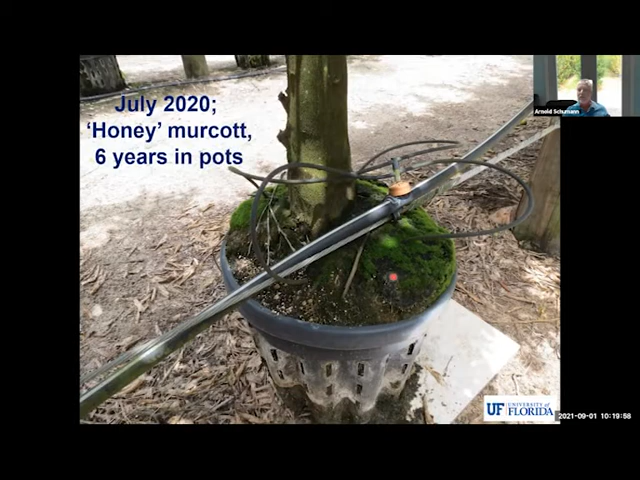 July 2020;
‘Honey’ murcott,
6 years in pots
Arnold Schumann
UF UNIVERSITY of
FLORIDA
2021-09-01 10:19:58